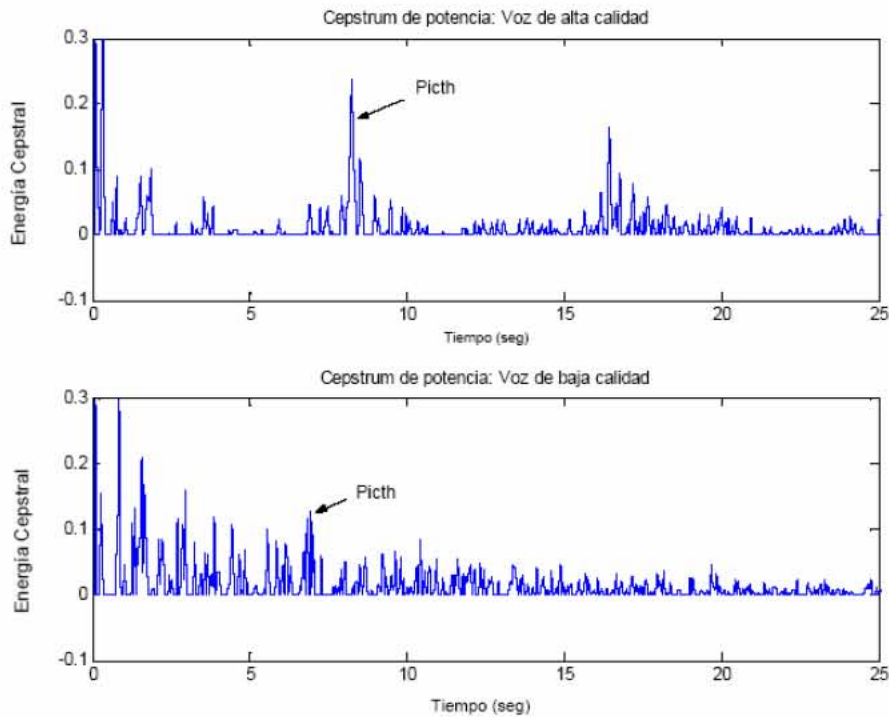 Cepstrum de potencia: Voz de alta calidad
0.3
0.2
0.1
0
-0.1
Energía Cepstral
Picth
0 5 10 15 20 25
Tiempo (seg)
Cepstrum de potencia: Voz de baja calidad
0.3
0.2
0.1
0
-0.1
Energía Cepstral
Picth
0 5 10 15 20 25
Tiempo (seg)